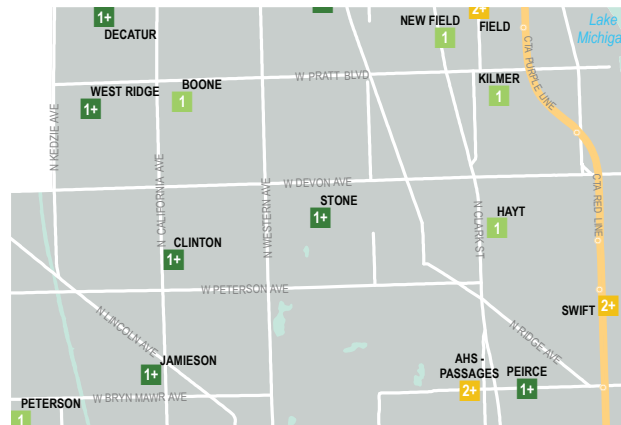 1+
DECATUR
NEW FIELD
1
2+
FIELD
Lake
Michiga
CTA PURPLE LINE
W PRATT BLVD
WEST RIDGE
1+
BOONE
1
KILMER
1
N KEDZIE AVE
N CALIFORNIA AVE
N WESTERN AVE
W DEVON AVE
STONE
1+
N CLARK ST
HAYT
1
CTA RED LINE
CLINTON
1+
W PETERSON AVE
SWIFT
2+
N LINCOLN AVE
N RIDGE AVE
JAMIESON
1+
AHS -
PASSAGES
2+
PEIRCE
1+
W BRYN MAWR AVE
PETERSON
1